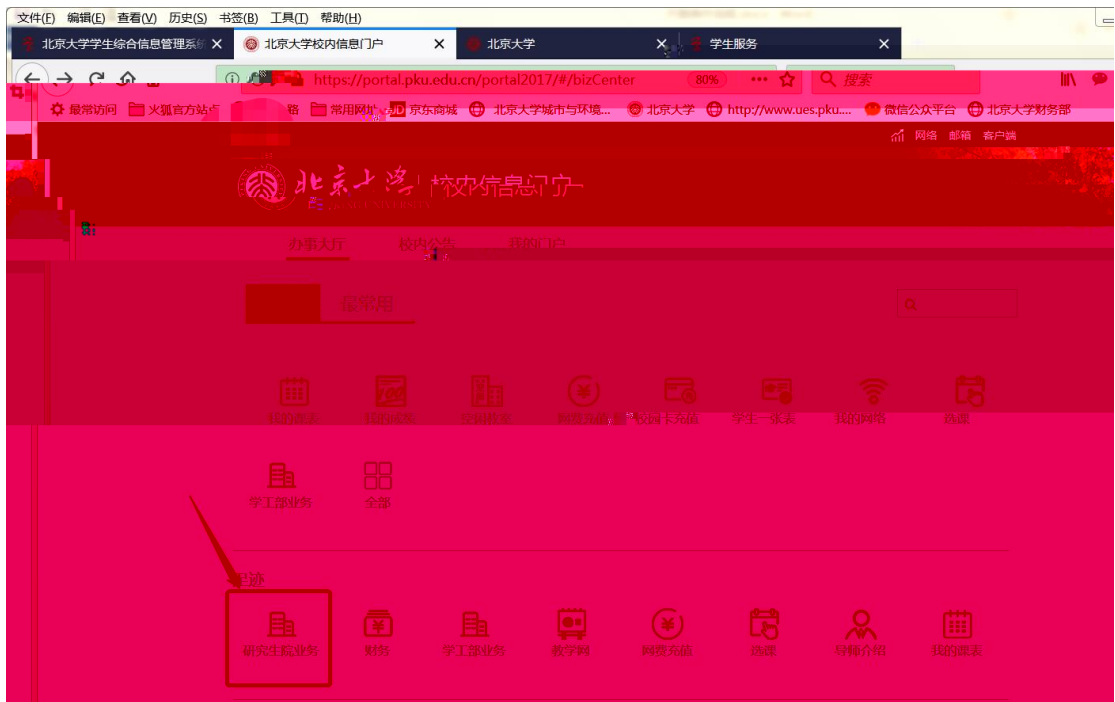 文件(F) 编辑(E) 查看(V) 历史(S) 书签(B) 工具(T) 帮助(H)
北京大学学生综合信息管理系统 × 北京大学校内信息门户 × 北京大学 × 学生服务 ×
https://portal.pku.edu.cn/portal2017/#/bizCenter 80% 搜索
最常访问 火狐官方站点 常用网址 JD 京东商城 北京大学城市与环境... 北京大学 http://www.ues.pku.... 微信公众平台 北京大学财务部
网络 邮箱 客户端
北京大学 校内信息门户
办事大厅 校内公告 我的门户
最常用
我的课表 我的成绩 空闲教室 网费充值 校园卡充值 学生一张表 我的网络 选课
学工部业务 全部
足迹
研究生院业务 财务 学工部业务 教学网 网费充值 选课 导师介绍 我的课表